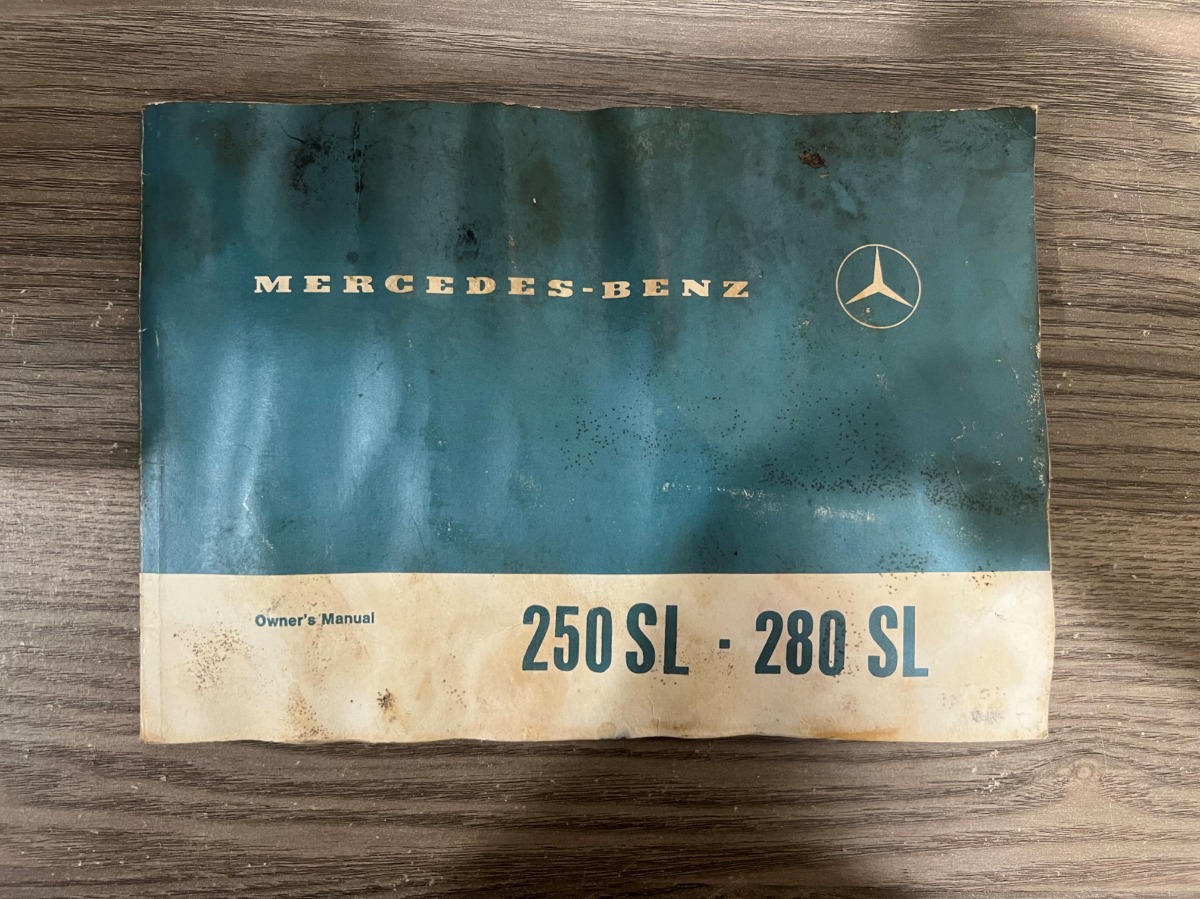 MERCEDES-BENZ
Owner's Manual
250 SL - 280 SL